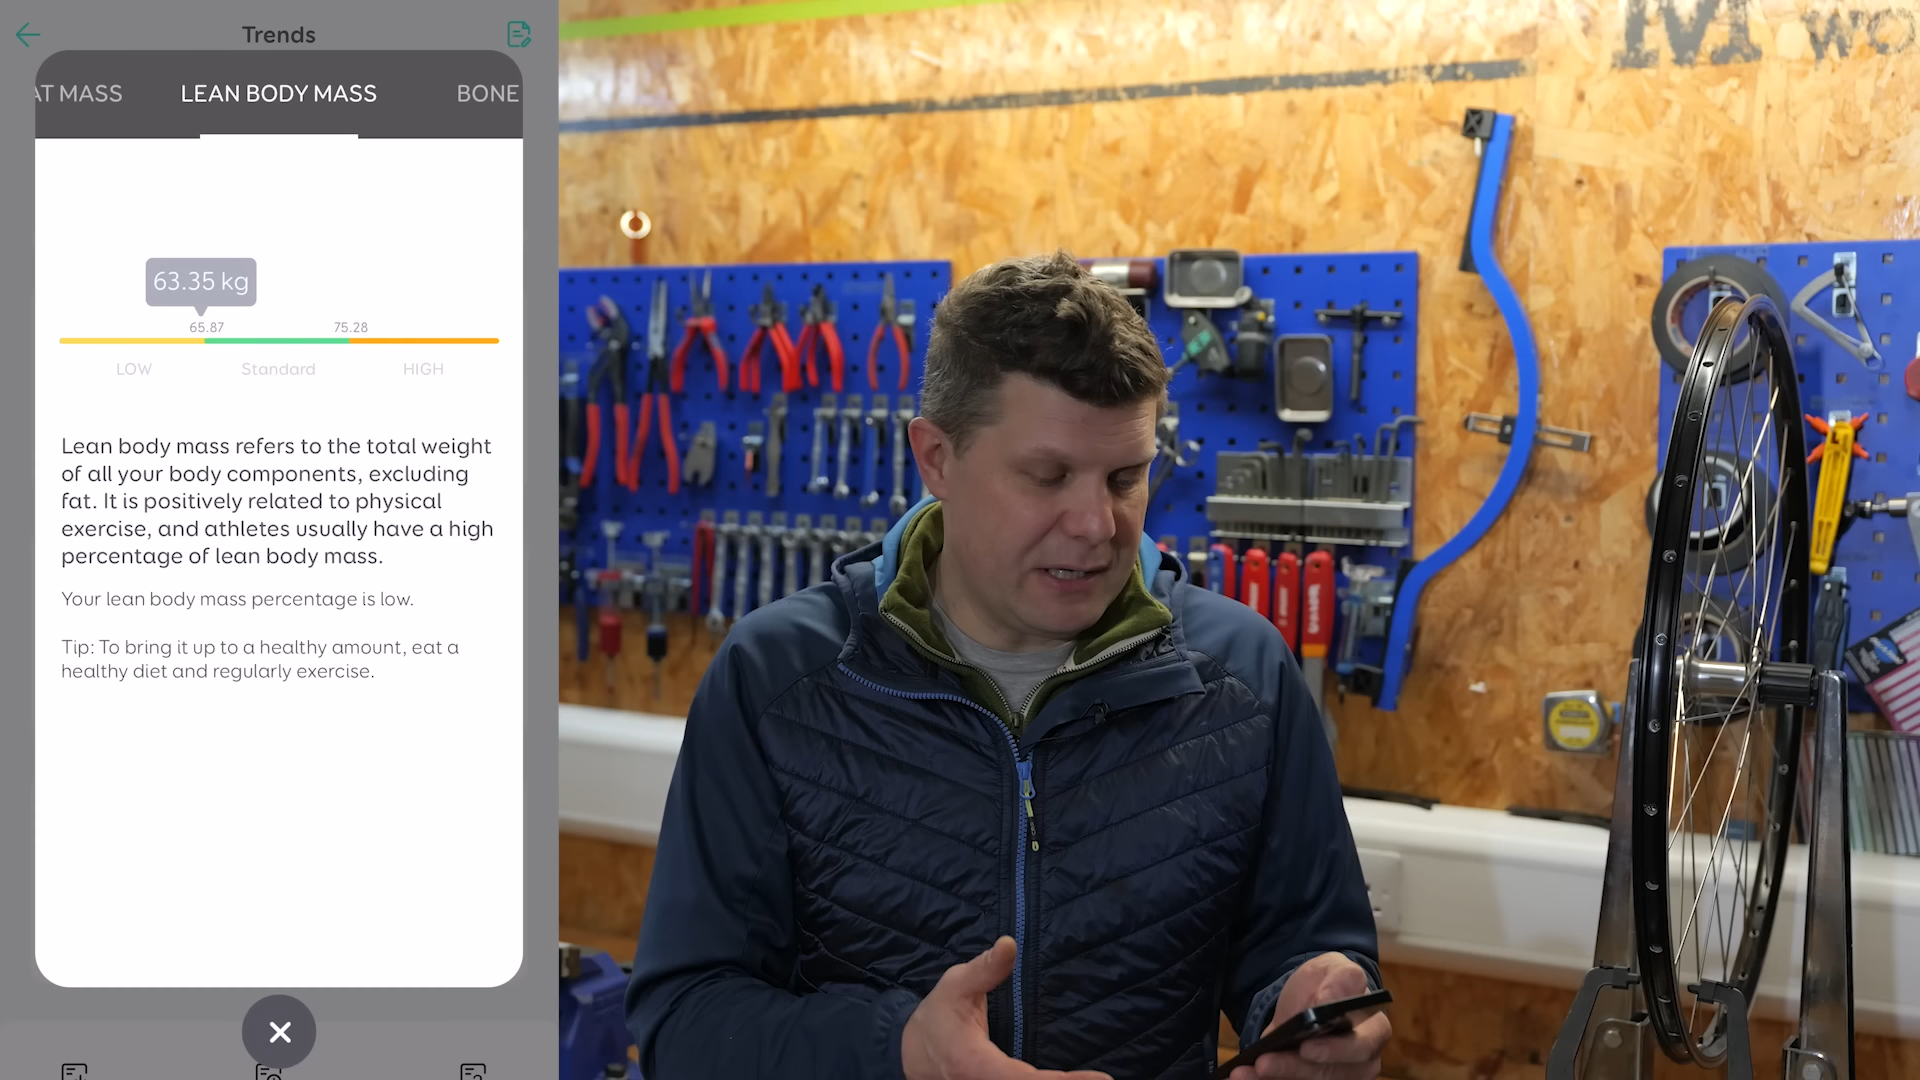 Trends
AT MASS
LEAN BODY MASS
BONE
63.35 kg
65.87
75.28
LOW
Standard
HIGH
Lean body mass refers to the total weight
of all your body components, excluding
fat. It is positively related to physical
exercise, and athletes usually have a high
percentage of lean body mass.
Your lean body mass percentage is low.
Tip: To bring it up to a healthy amount, eat a
healthy diet and regularly exercise.
M WO